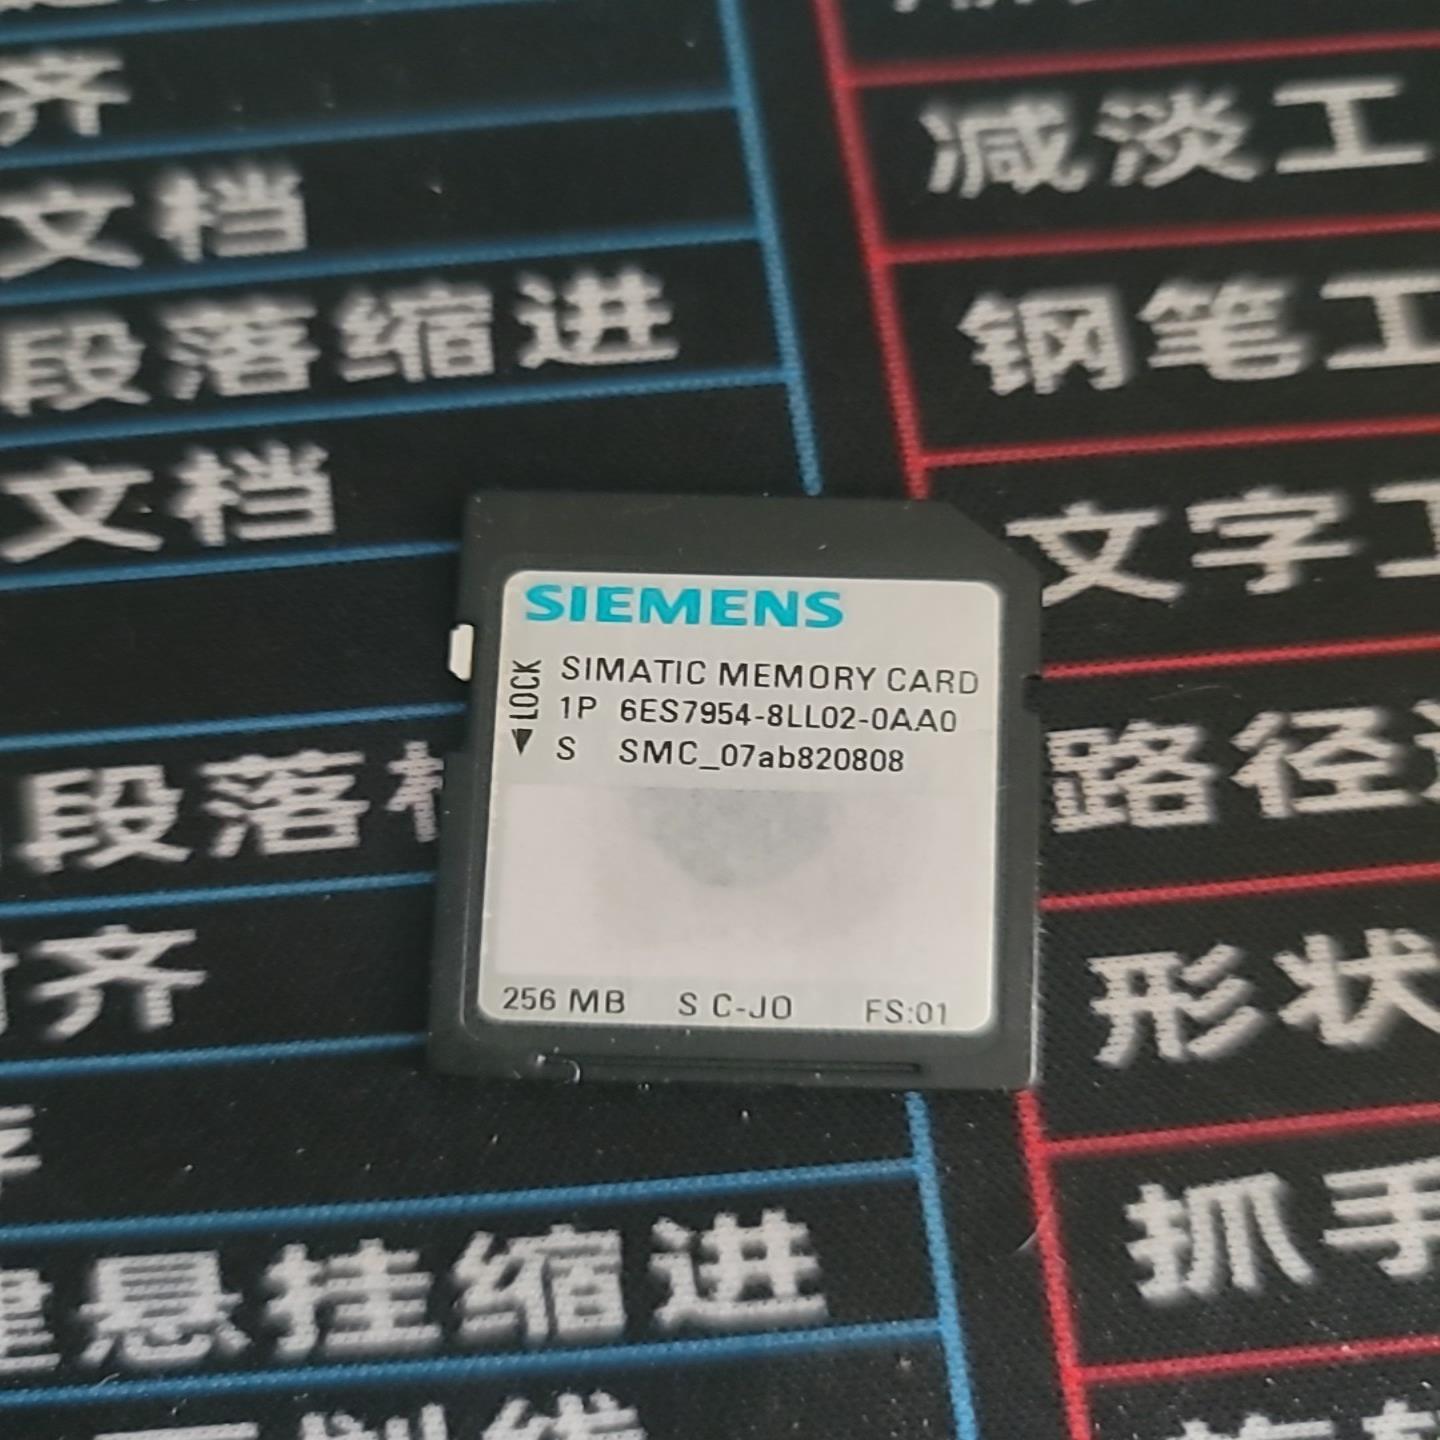 齐
文档
段落缩进
文档
段落
齐
悬挂缩进
减淡工
钢笔工
文字工
路径
形状
抓手
SIEMENS
LOCK
SIMATIC MEMORY CARD
1P 6ES7954-8LL02-0AA0
S SMC_07ab820808
256 MB S C-J0 FS:01